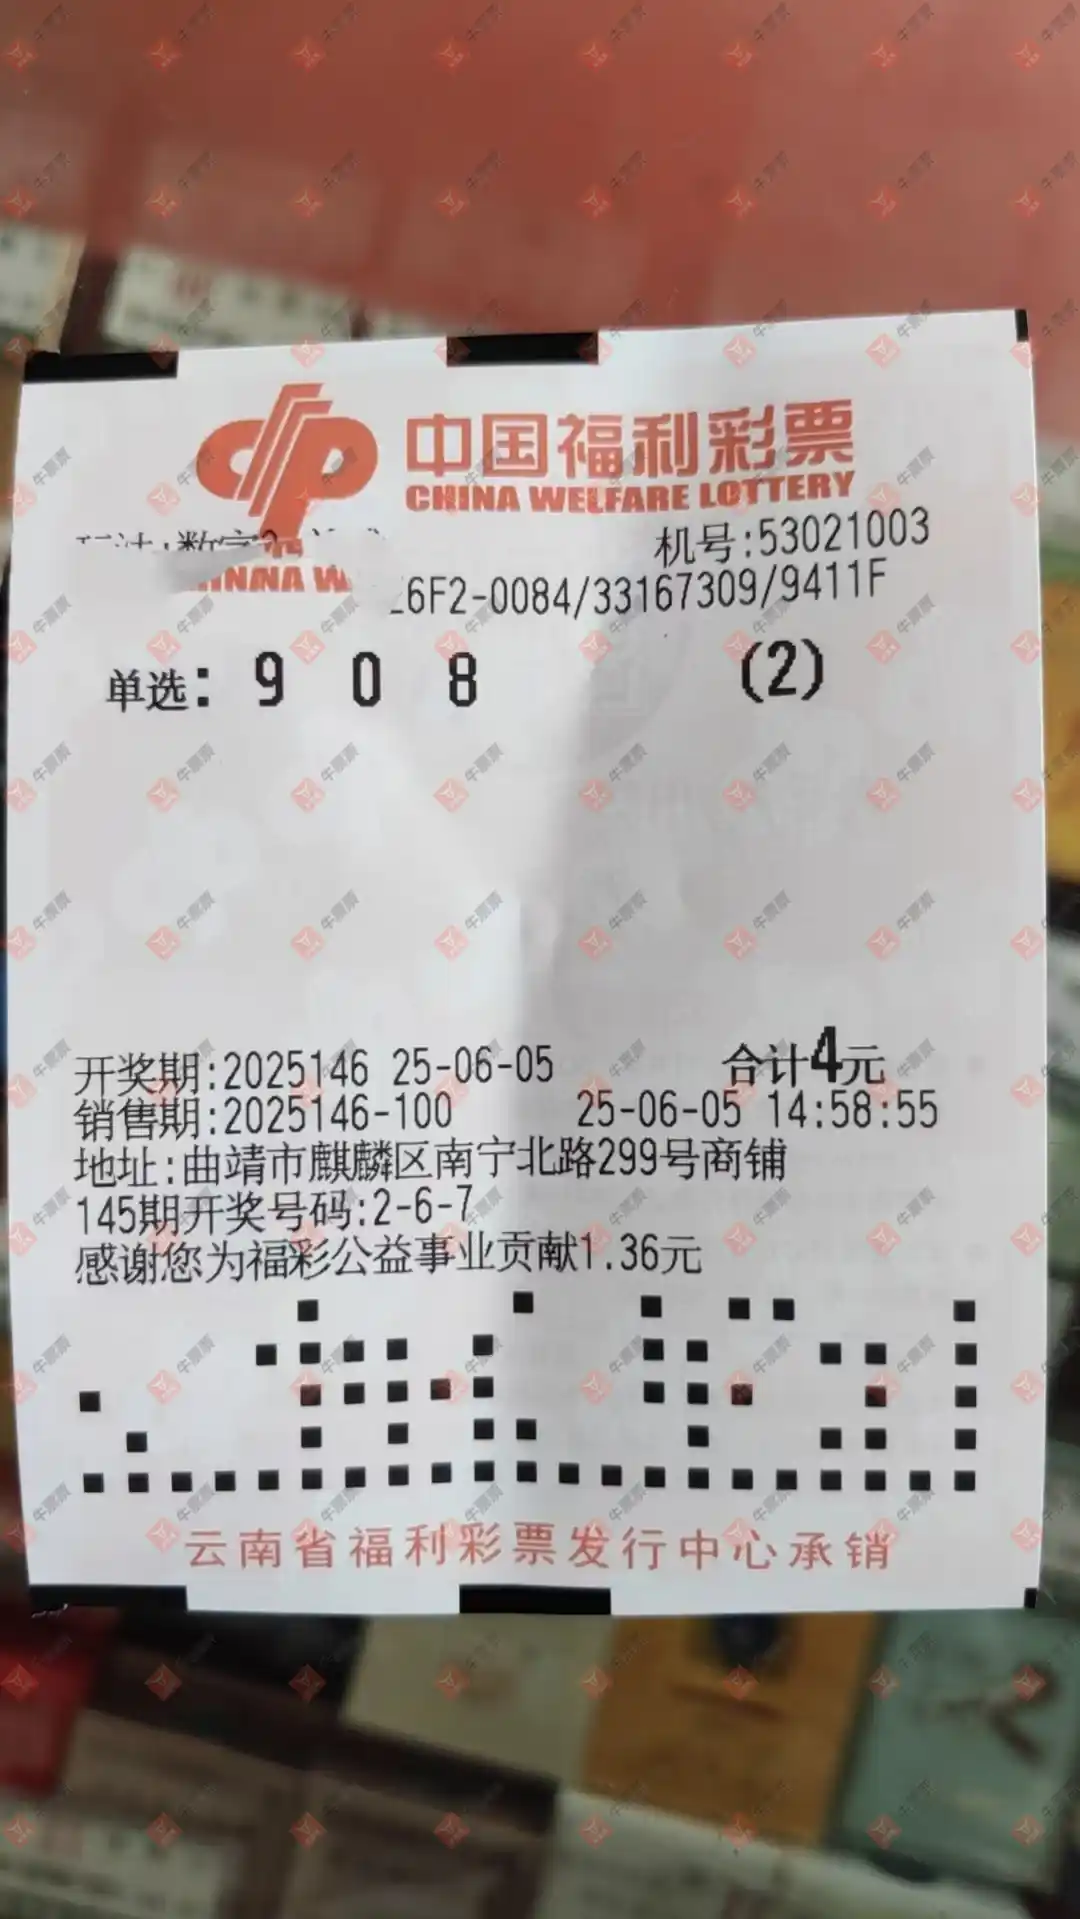 中国福利彩票
CHINA WELFARE LOTTERY
机号:53021003
6F2-0084/33167309/9411F
单选: 9 0 8 (2)
开奖期:2025146 25-06-05 合计4元
销售期:2025146-100 25-06-05 14:58:55
地址:曲靖市麒麟区南宁北路299号商铺
145期开奖号码:2-6-7
感谢您为福彩公益事业贡献1.36元
云南省福利彩票发行中心承销
牛票票